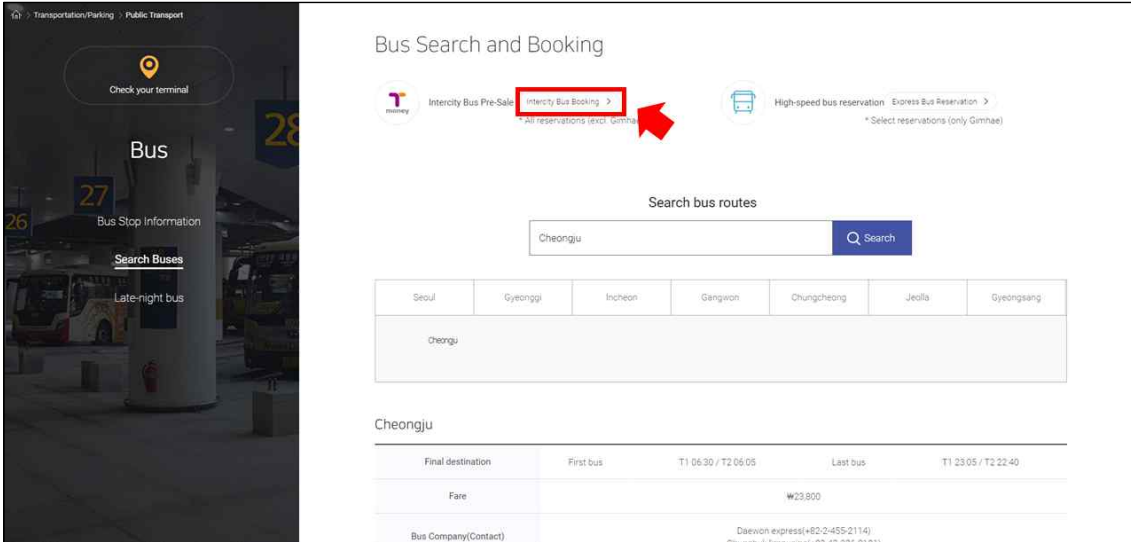 Transportation/Parking > Public Transport
Check your terminal
Bus
Bus Stop Information
Search Buses
Late-night bus
26
27
28
Bus Search and Booking
T money
Intercity Bus Pre-Sale
Intercity Bus Booking >
* All reservations (excl. Gimhae
High-speed bus reservation
Express Bus Reservation >
* Select reservations (only Gimhae)
Search bus routes
Cheongju
Search
Seoul Gyeonggi Incheon Gangwon Chungcheong Jeolla Gyeongsang
Cheongju
Cheongju
Final destination First bus T1 06:30 / T2 06:05 Last bus T1 23:05 / T2 22:40
Fare ₩23,800
Bus Company(Contact) Daewon express(+82-2-455-2114)